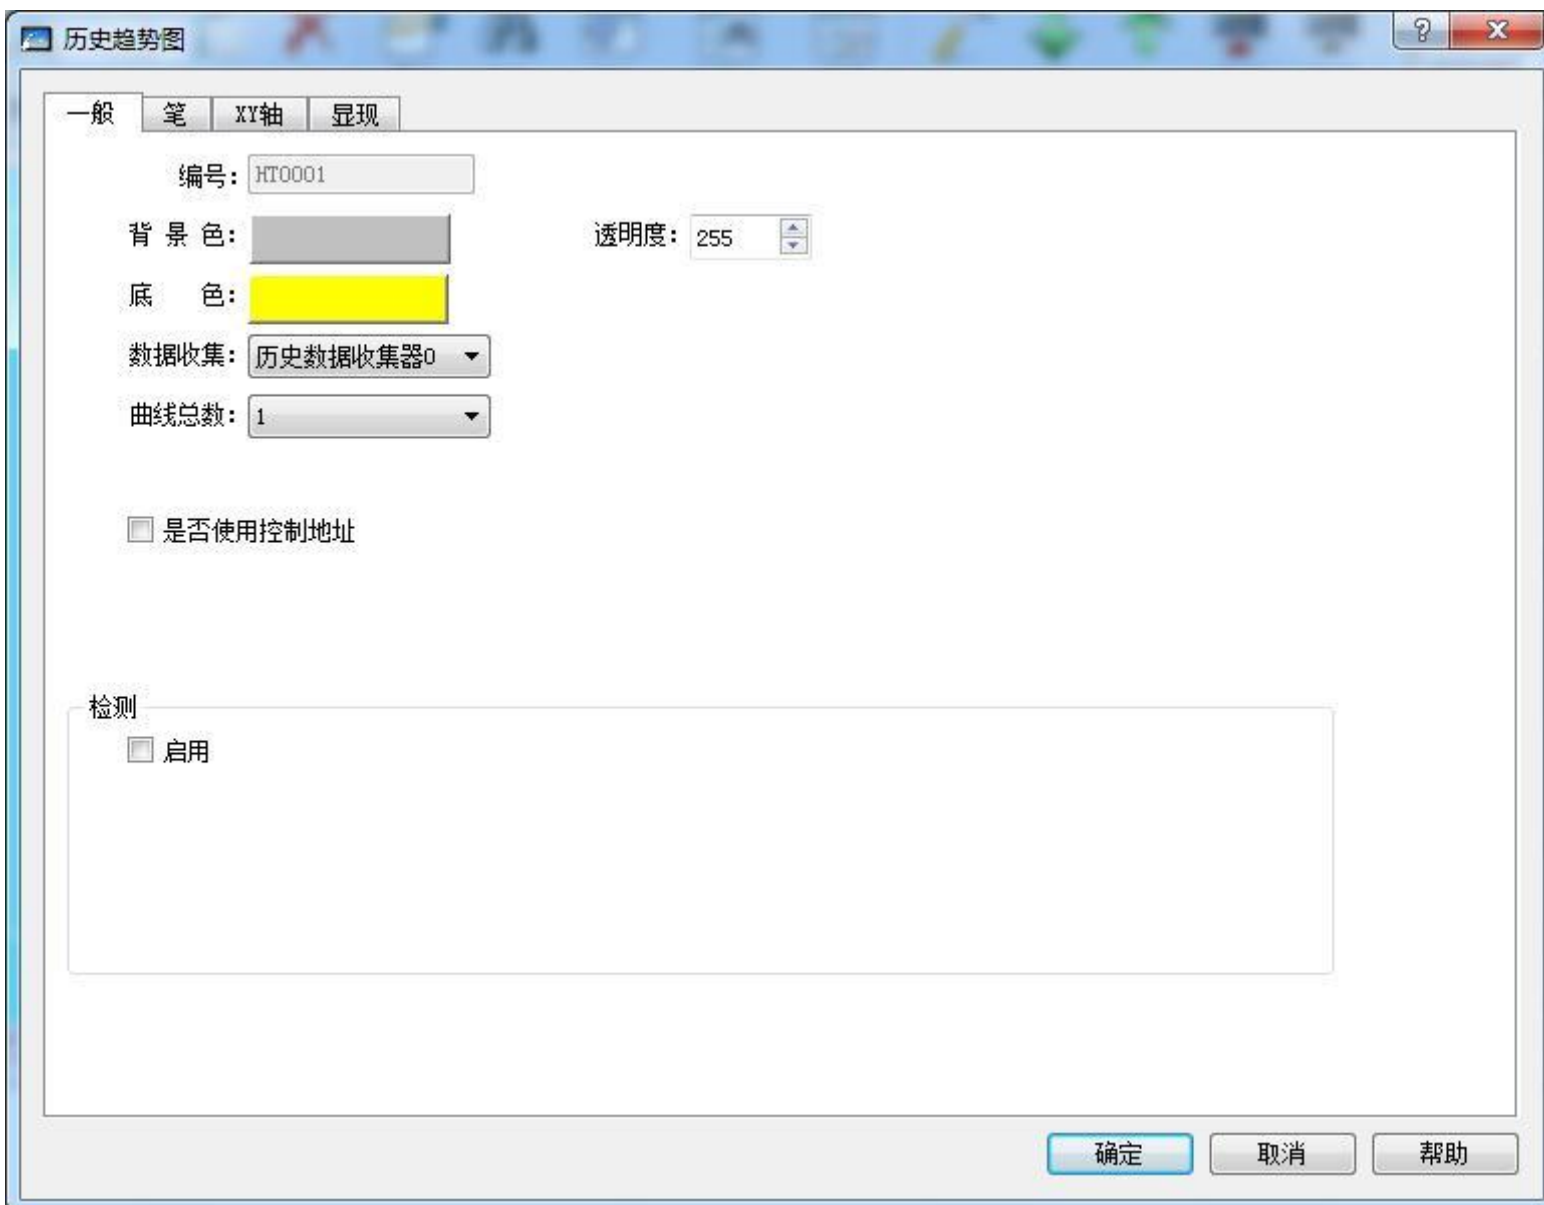 历史趋势图
一般 笔 XY轴 显现
编号: HT0001
背 景 色: 透明度: 255
底 色:
数据收集: 历史数据收集器0
曲线总数: 1
是否使用控制地址
检测
启用
确定 取消 帮助